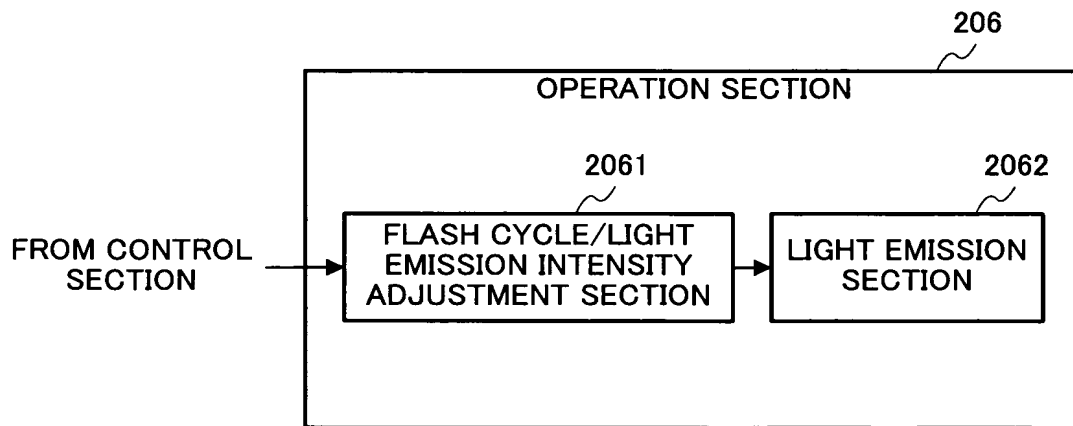 206
OPERATION SECTION
2061
2062
FROM CONTROL
SECTION
FLASH CYCLE/LIGHT
EMISSION INTENSITY
ADJUSTMENT SECTION
LIGHT EMISSION
SECTION